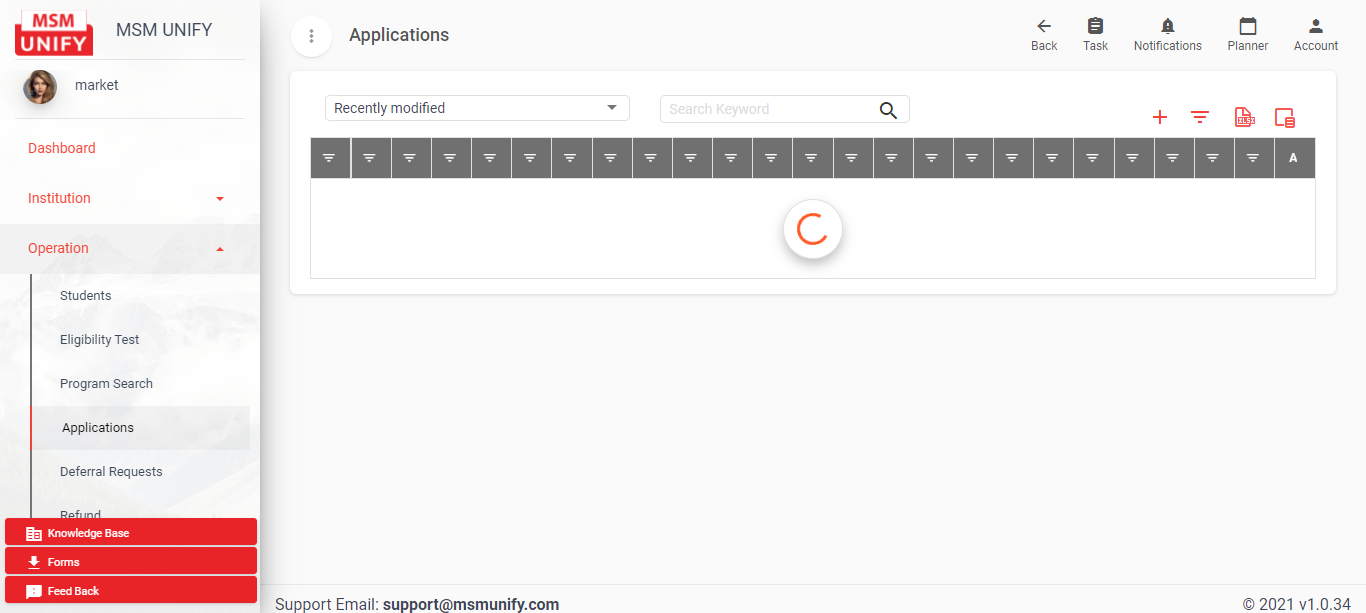 MSM
UNIFY
MSM UNIFY
market
Dashboard
Institution
Operation
Students
Eligibility Test
Program Search
Applications
Deferral Requests
Refund
Knowledge Base
Forms
Feed Back
Applications
Back
Task
Notifications
Planner
Account
Recently modified
Search Keyword
XLSX
A
Support Email: support@msmunify.com
© 2021 v1.0.34